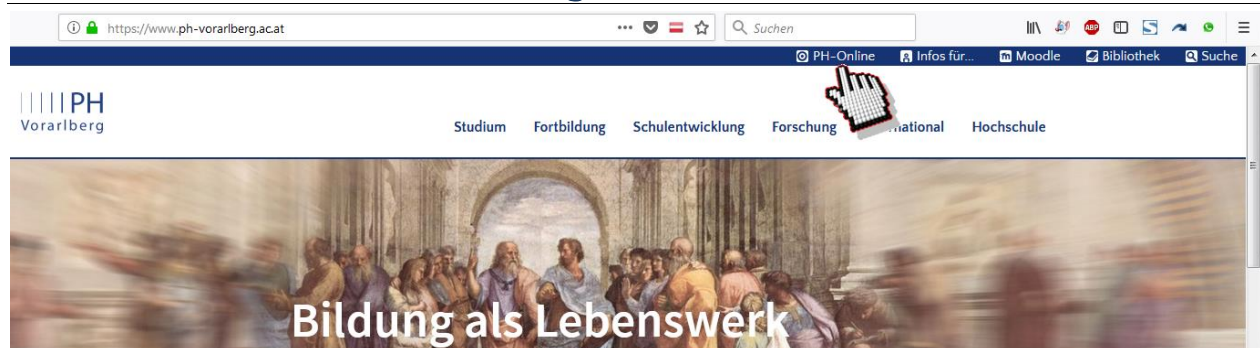 https://www.ph-vorarlberg.ac.at
Suchen
ABP
PH-Online Infos für... Moodle Bibliothek Suche
PH
Vorarlberg
Studium Fortbildung Schulentwicklung Forschung Hochschule
Bildung als Lebenswerk